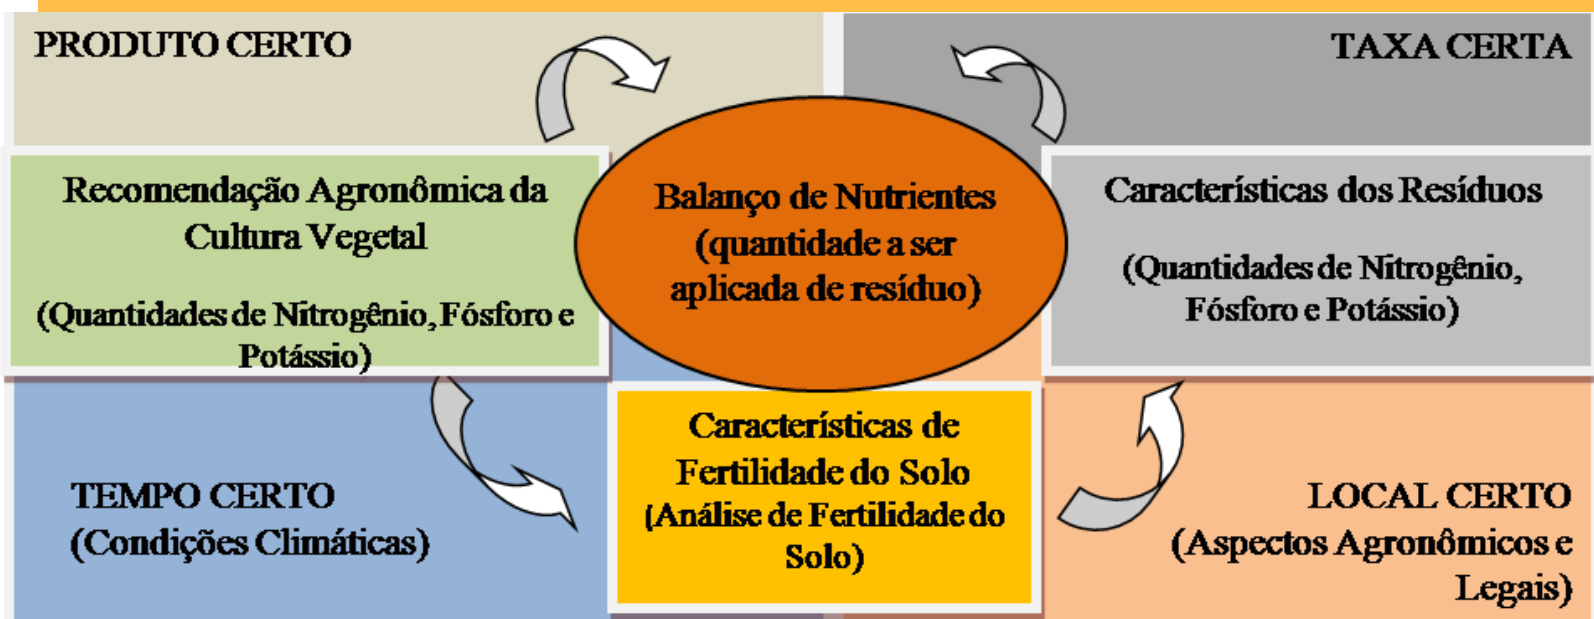 PRODUTO CERTO
TAXA CERTA
Recomendação Agronômica da
Cultura Vegetal
(Quantidades de Nitrogênio, Fósforo e
Potássio)
Balanço de Nutrientes
(quantidade a ser
aplicada de resíduo)
Características dos Resíduos
(Quantidades de Nitrogênio,
Fósforo e Potássio)
TEMPO CERTO
(Condições Climáticas)
Características de
Fertilidade do Solo
(Análise de Fertilidade do
Solo)
LOCAL CERTO
(Aspectos Agronômicos e
Legais)